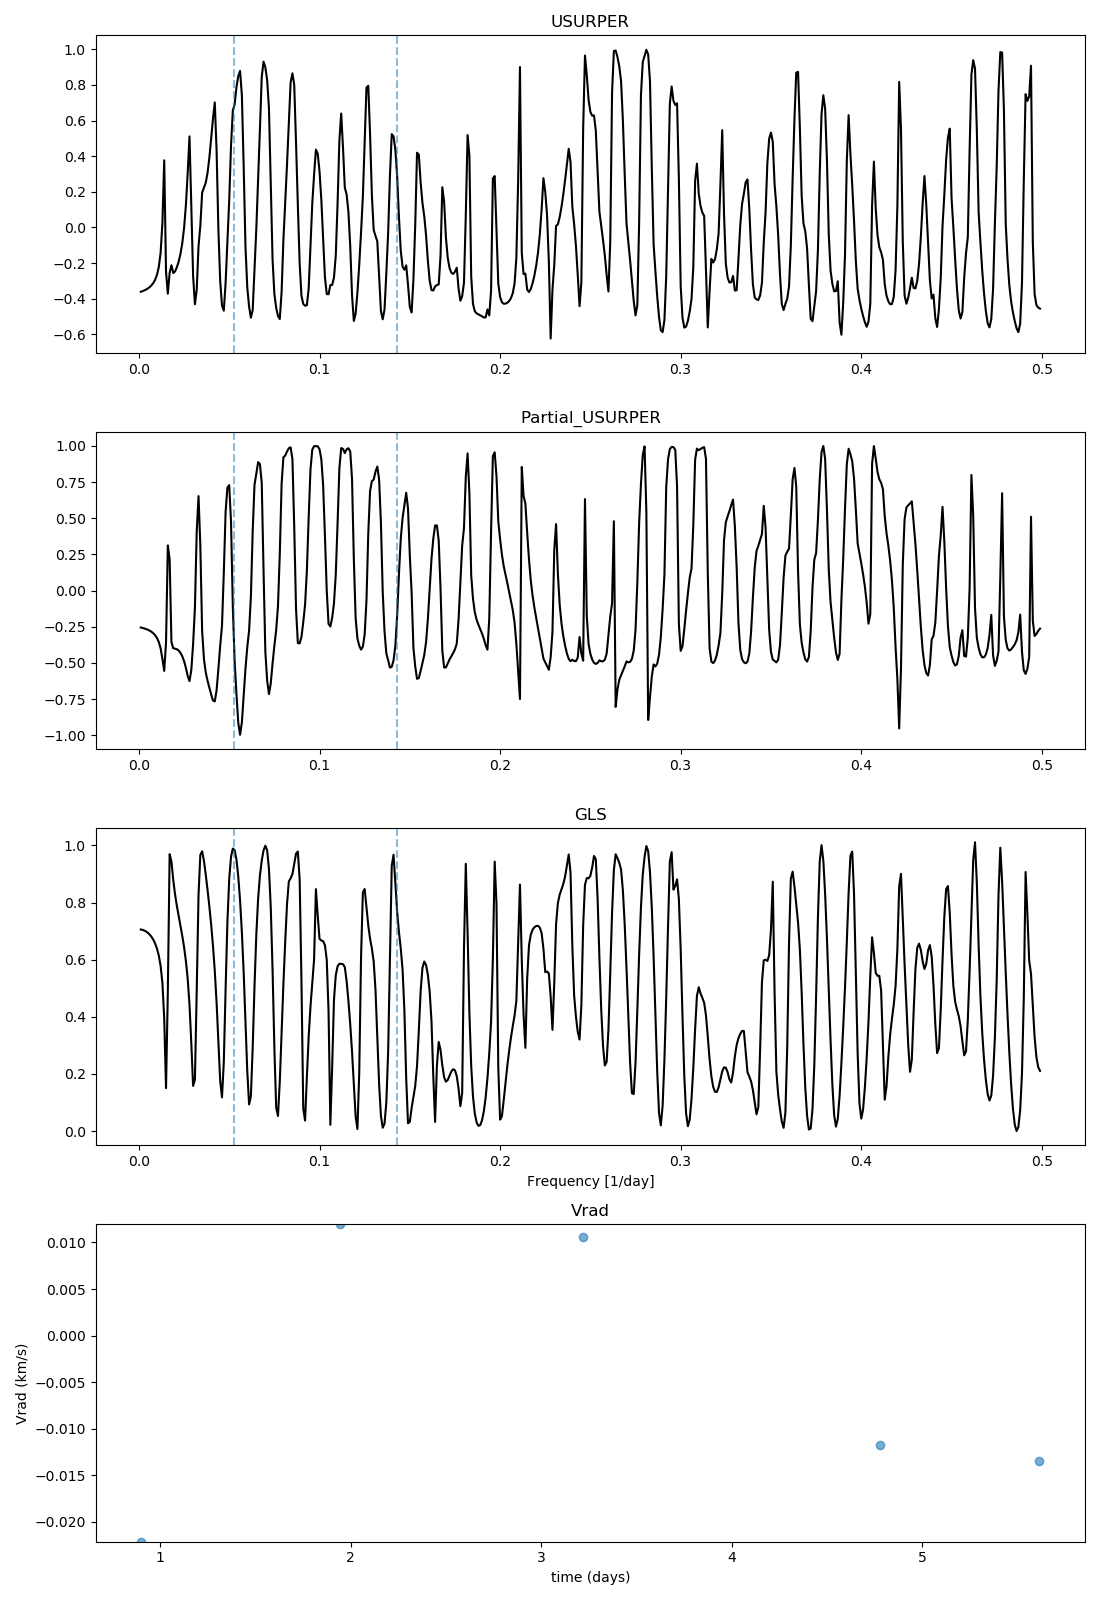 USURPER
1.0
0.8
0.6
0.4
0.2
0.0
−0.2
−0.4
−0.6
0.0 0.1 0.2 0.3 0.4 0.5
Partial_USURPER
1.00
0.75
0.50
0.25
0.00
−0.25
−0.50
−0.75
−1.00
0.0 0.1 0.2 0.3 0.4 0.5
GLS
1.0
0.8
0.6
0.4
0.2
0.0
0.0 0.1 0.2 0.3 0.4 0.5
Frequency [1/day]
Vrad
Vrad (km/s)
0.010
0.005
0.000
−0.005
−0.010
−0.015
−0.020
1 2 3 4 5
time (days)